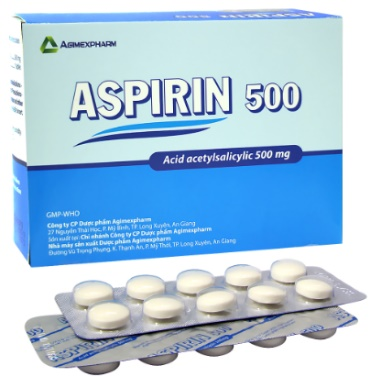 AGIMEXPHARM
ASPIRIN 500
Acid acetylsalicylic 500 mg
GMP-WHO
Công ty CP Dược phẩm Agimexpharm
27 Nguyễn Thái Học, P. Mỹ Bình, TP. Long Xuyên, An Giang
Sản xuất tại: Chi nhánh Công ty CP Dược phẩm Agimexpharm
Nhà máy sản xuất Dược phẩm Agimexpharm
Đường Vũ Trọng Phụng, K. Thạnh An, P. Mỹ Thới, TP. Long Xuyên, An Giang